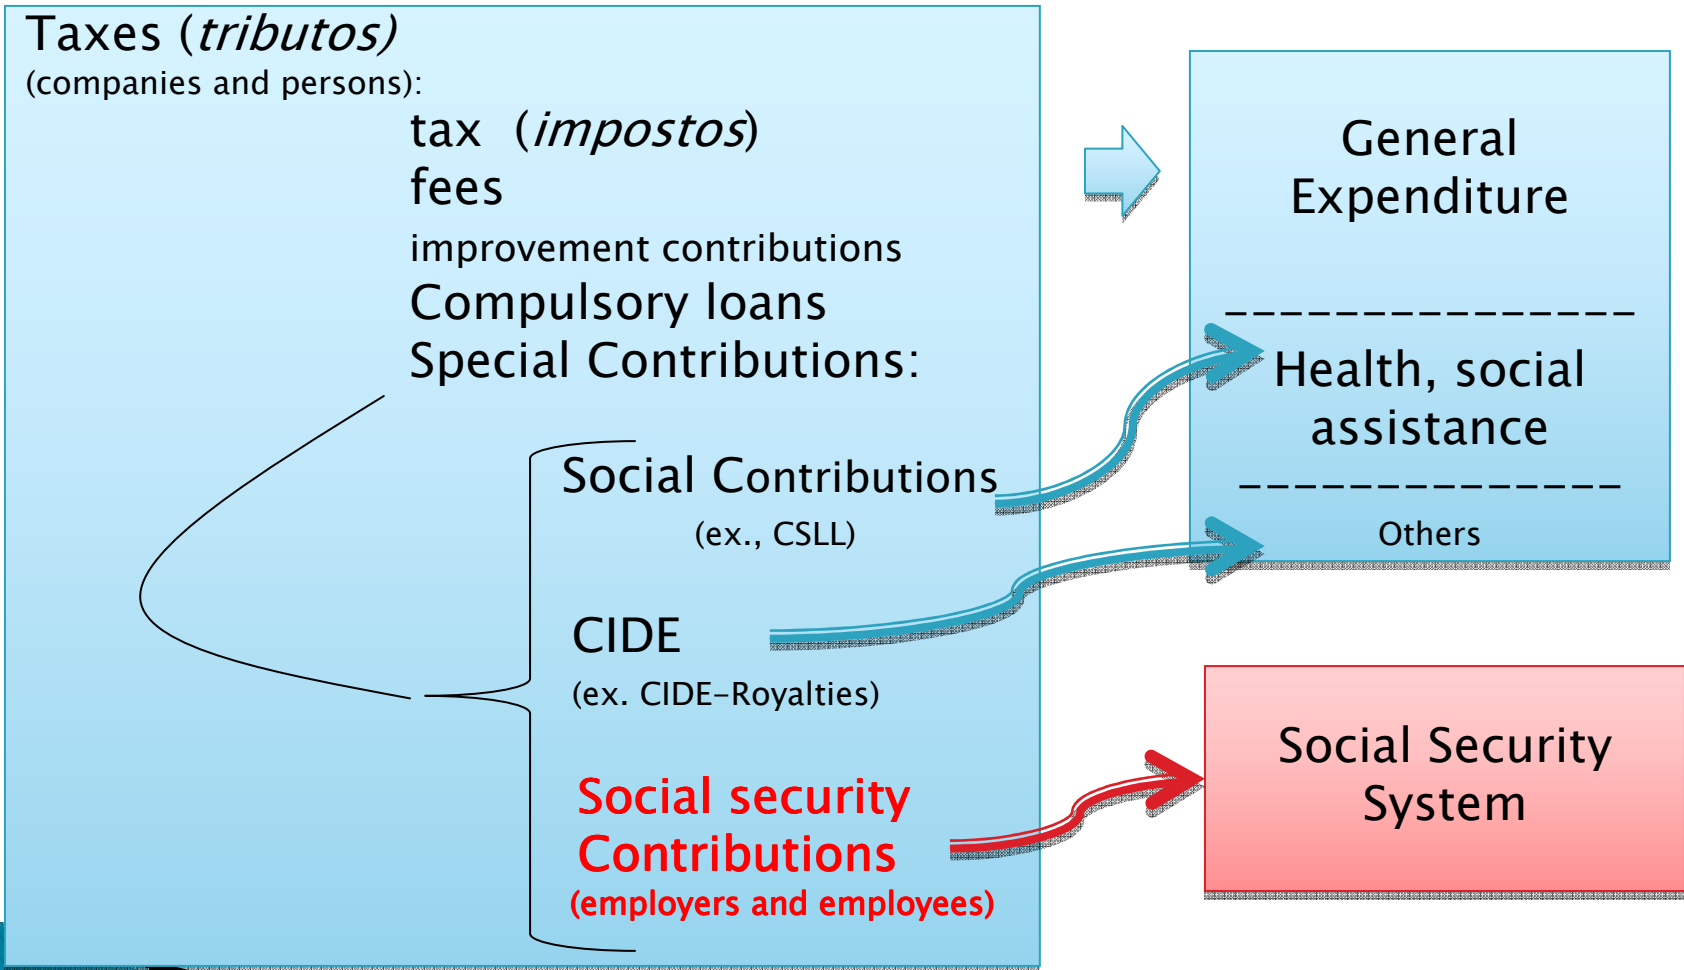 Taxes (tributos)
(companies and persons):
tax (impostos)
fees
improvement contributions
Compulsory loans
Special Contributions:
Social Contributions
(ex., CSLL)
CIDE
(ex. CIDE-Royalties)
Social security
Contributions
(employers and employees)
General
Expenditure
---------------
Health, social
assistance
--------------
Others
Social Security
System